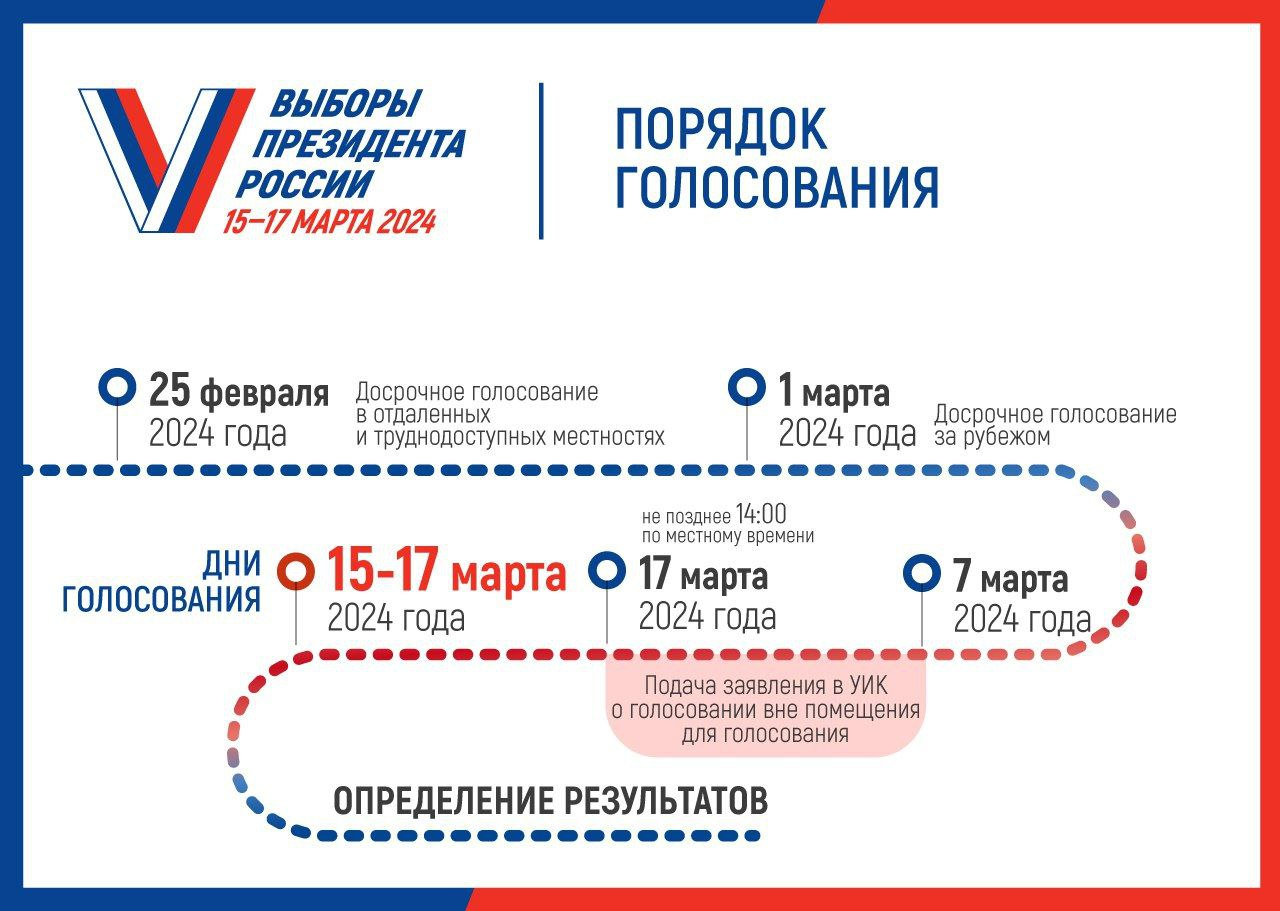 ВЫБОРЫ
ПРЕЗИДЕНТА
РОССИИ
15–17 МАРТА 2024
ПОРЯДОК
ГОЛОСОВАНИЯ
25 февраля
2024 года
Досрочное голосование
в отдаленных
и труднодоступных местностях
1 марта
2024 года
Досрочное голосование
за рубежом
ДНИ
ГОЛОСОВАНИЯ
15-17 марта
2024 года
не позднее 14:00
по местному времени
17 марта
2024 года
7 марта
2024 года
Подача заявления в УИК
о голосовании вне помещения
для голосования
ОПРЕДЕЛЕНИЕ РЕЗУЛЬТАТОВ